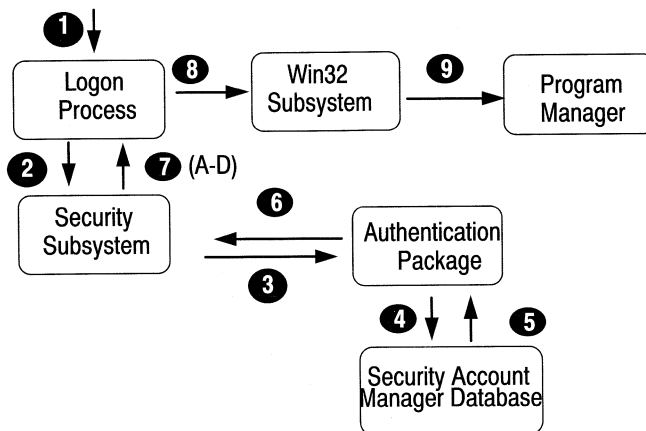 1
Logon
Process
8
Win32
Subsystem
9
Program
Manager
2
7 (A-D)
Security
Subsystem
6
3
Authentication
Package
4
5
Security Account
Manager Database